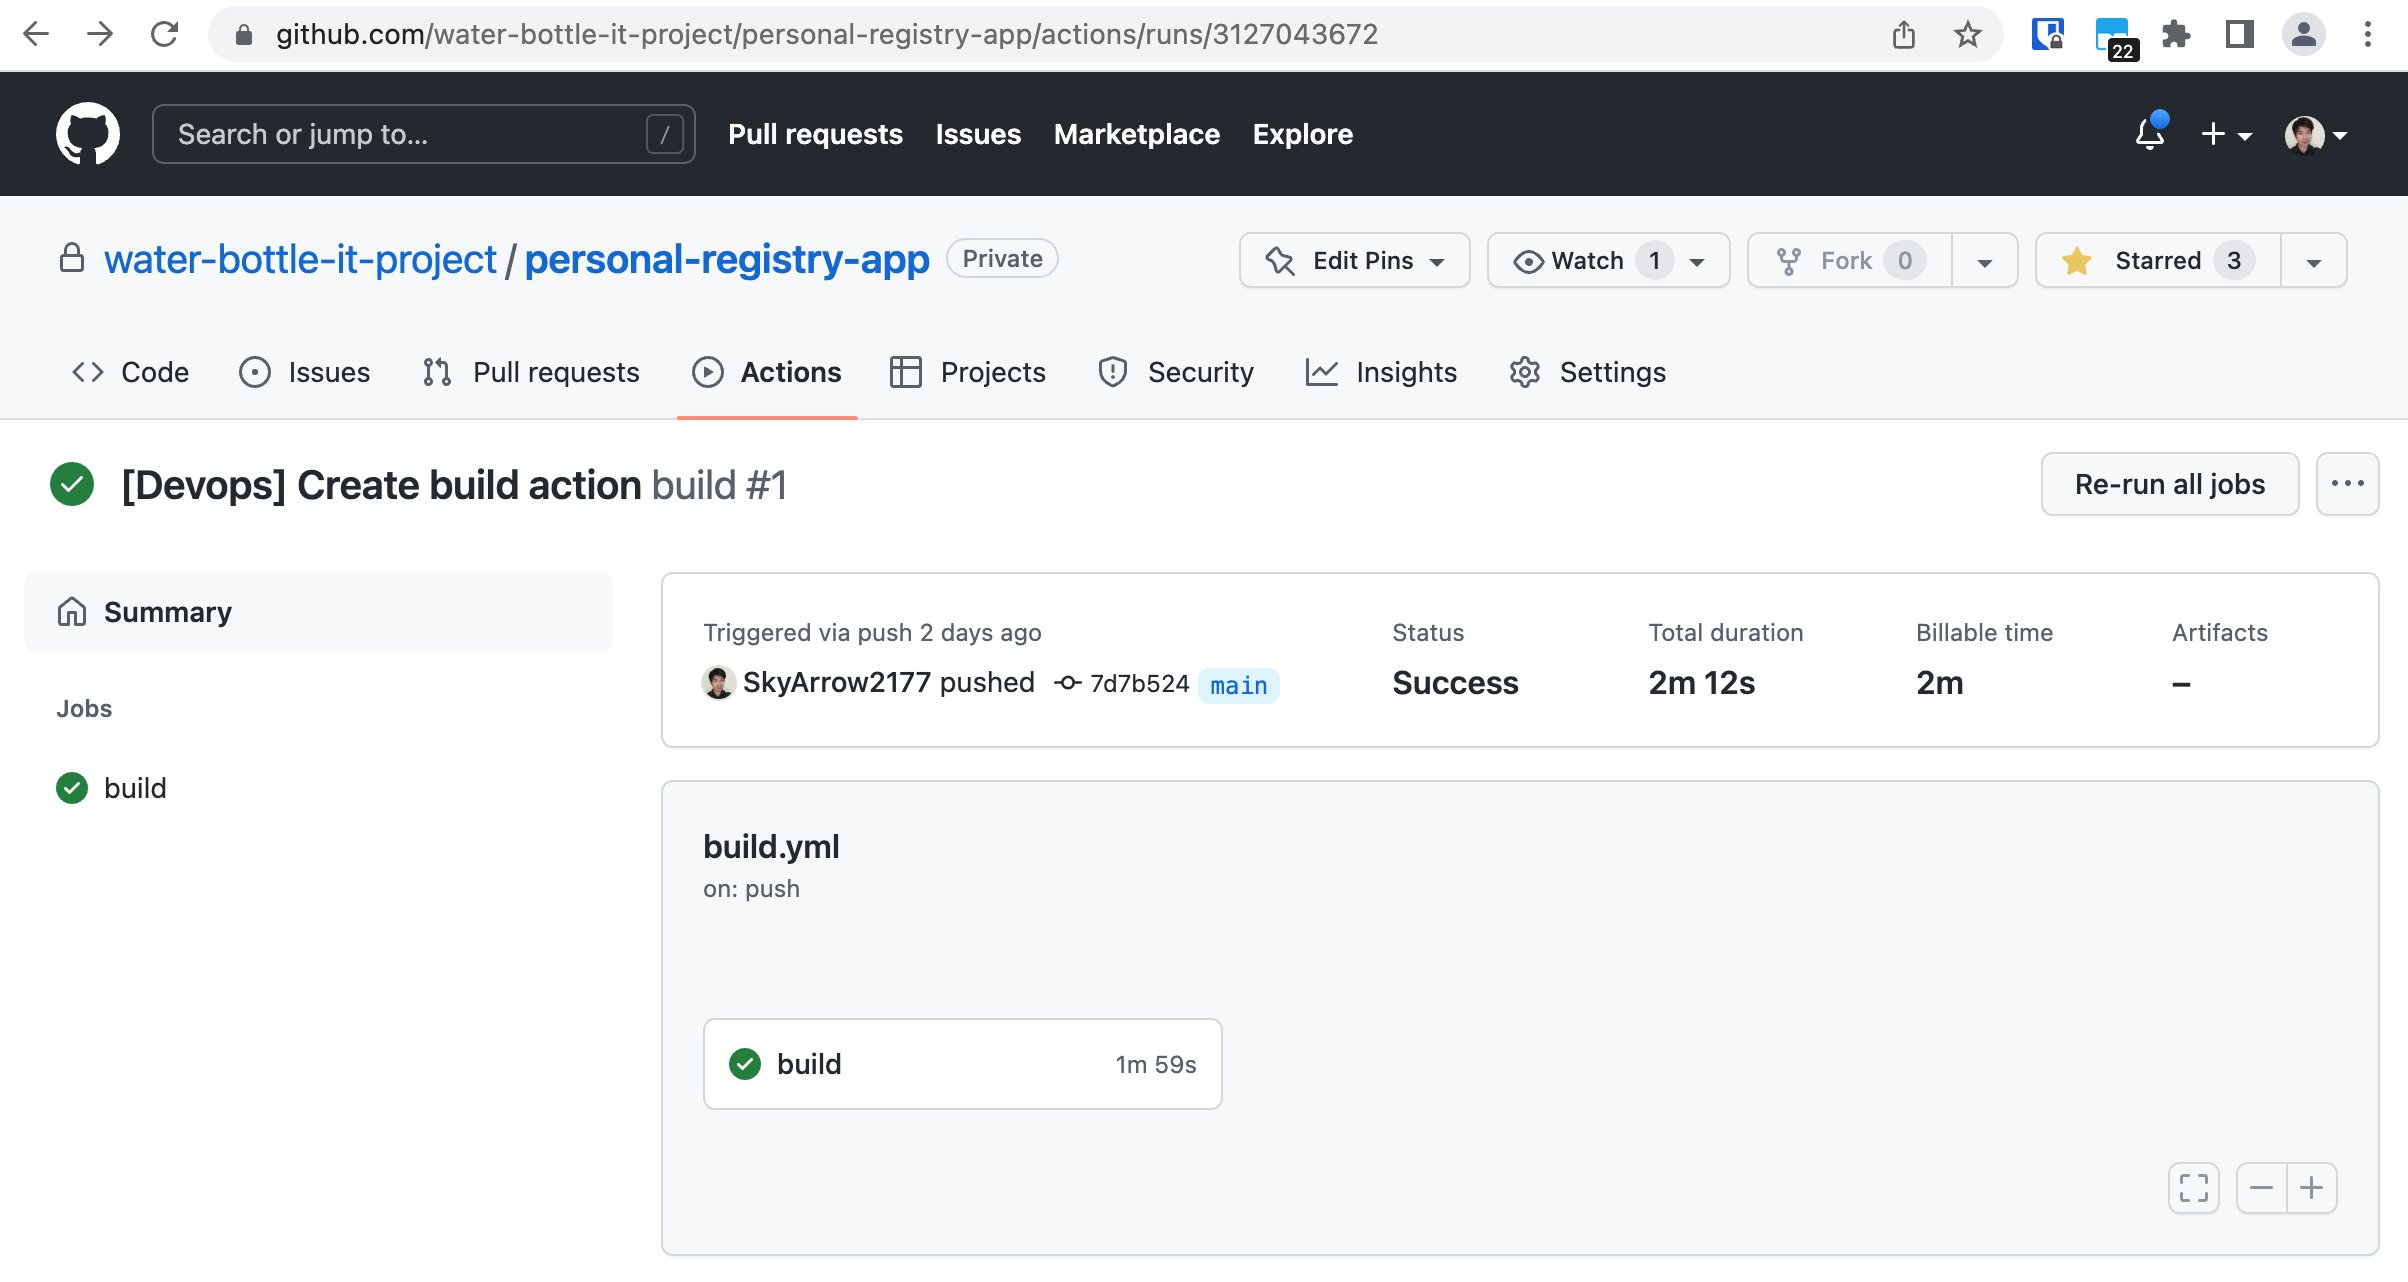 github.com/water-bottle-it-project/personal-registry-app/actions/runs/3127043672
22
Search or jump to... /
Pull requests Issues Marketplace Explore
water-bottle-it-project / personal-registry-app Private
Edit Pins Watch 1 Fork 0 Starred 3
Code Issues Pull requests Actions Projects Security Insights Settings
[Devops] Create build action build #1
Re-run all jobs
Summary
Jobs
build
Triggered via push 2 days ago
SkyArrow2177 pushed 7d7b524 main
Status
Success
Total duration
2m 12s
Billable time
2m
Artifacts
–
build.yml
on: push
build 1m 59s